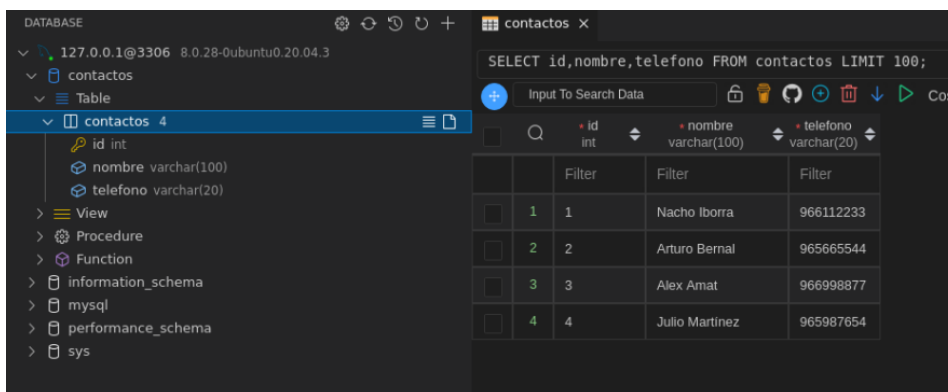 DATABASE
127.0.0.1@3306 8.0.28-0ubuntu0.20.04.3
contactos
Table
contactos 4
id int
nombre varchar(100)
telefono varchar(20)
View
Procedure
Function
information_schema
mysql
performance_schema
sys
contactos
SELECT id,nombre,telefono FROM contactos LIMIT 100;
Input To Search Data
Cos
* id * nombre * telefono
int varchar(100) varchar(20)
Filter Filter Filter
1 1 Nacho Iborra 966112233
2 2 Arturo Bernal 965665544
3 3 Alex Amat 966998877
4 4 Julio Martínez 965987654